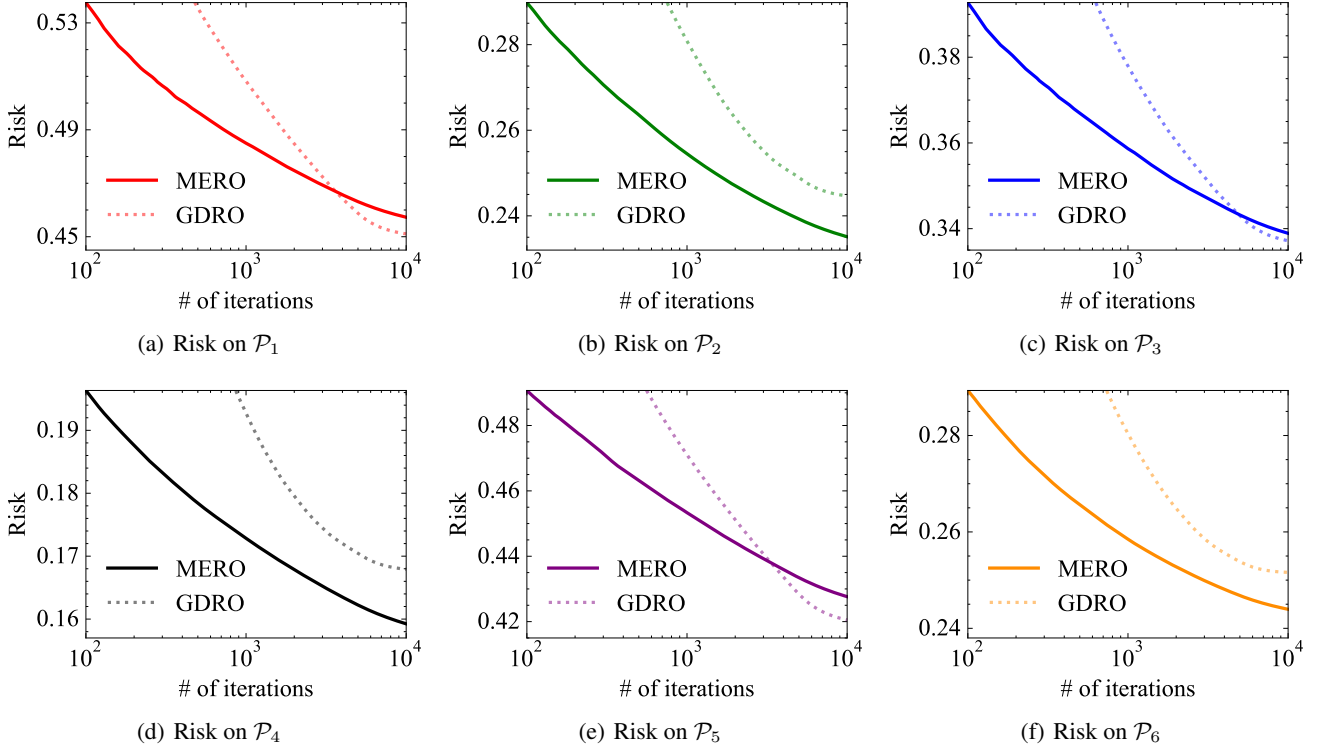 0.53
0.49
0.45
Risk
MERO
GDRO
10^2
10^3
10^4
# of iterations
(a) Risk on 𝒫₁
0.28
0.26
0.24
Risk
MERO
GDRO
10^2
10^3
10^4
# of iterations
(b) Risk on 𝒫₂
0.38
0.36
0.34
Risk
MERO
GDRO
10^2
10^3
10^4
# of iterations
(c) Risk on 𝒫₃
0.19
0.18
0.17
0.16
Risk
MERO
GDRO
10^2
10^3
10^4
# of iterations
(d) Risk on 𝒫₄
0.48
0.46
0.44
0.42
Risk
MERO
GDRO
10^2
10^3
10^4
# of iterations
(e) Risk on 𝒫₅
0.28
0.26
0.24
Risk
MERO
GDRO
10^2
10^3
10^4
# of iterations
(f) Risk on 𝒫₆